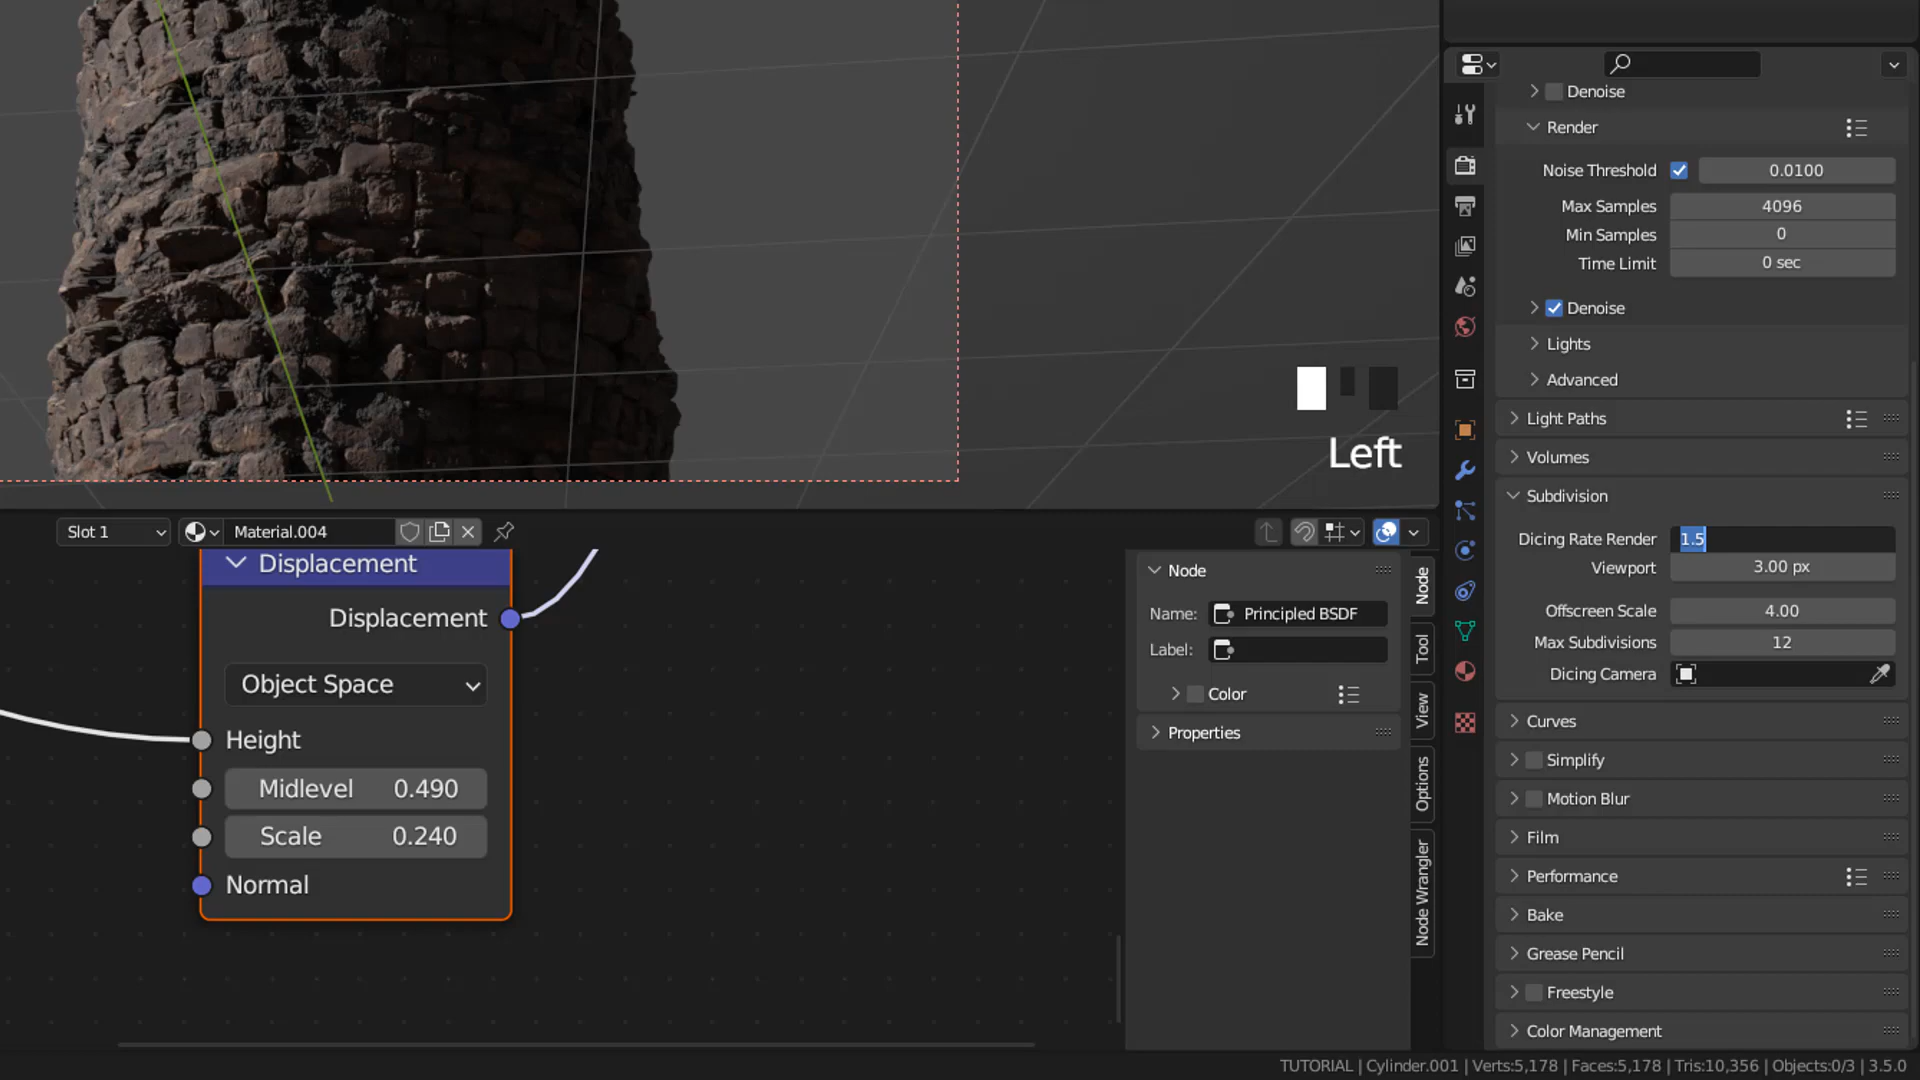 Left
Slot 1
Material.004
Displacement
Displacement
Object Space
Height
Midlevel 0.490
Scale 0.240
Normal
Node
Name: Principled BSDF
Label:
Color
Properties
Node
Tool
View
Options
Node Wrangler
Denoise
Render
Noise Threshold 0.0100
Max Samples 4096
Min Samples 0
Time Limit 0 sec
Denoise
Lights
Advanced
Light Paths
Volumes
Subdivision
Dicing Rate Render 1.5
Viewport 3.00 px
Offscreen Scale 4.00
Max Subdivisions 12
Dicing Camera
Curves
Simplify
Motion Blur
Film
Performance
Bake
Grease Pencil
Freestyle
Color Management
TUTORIAL | Cylinder.001 | Verts:5,178 | Faces:5,178 | Tris:10,356 | Objects:0/3 | 3.5.0